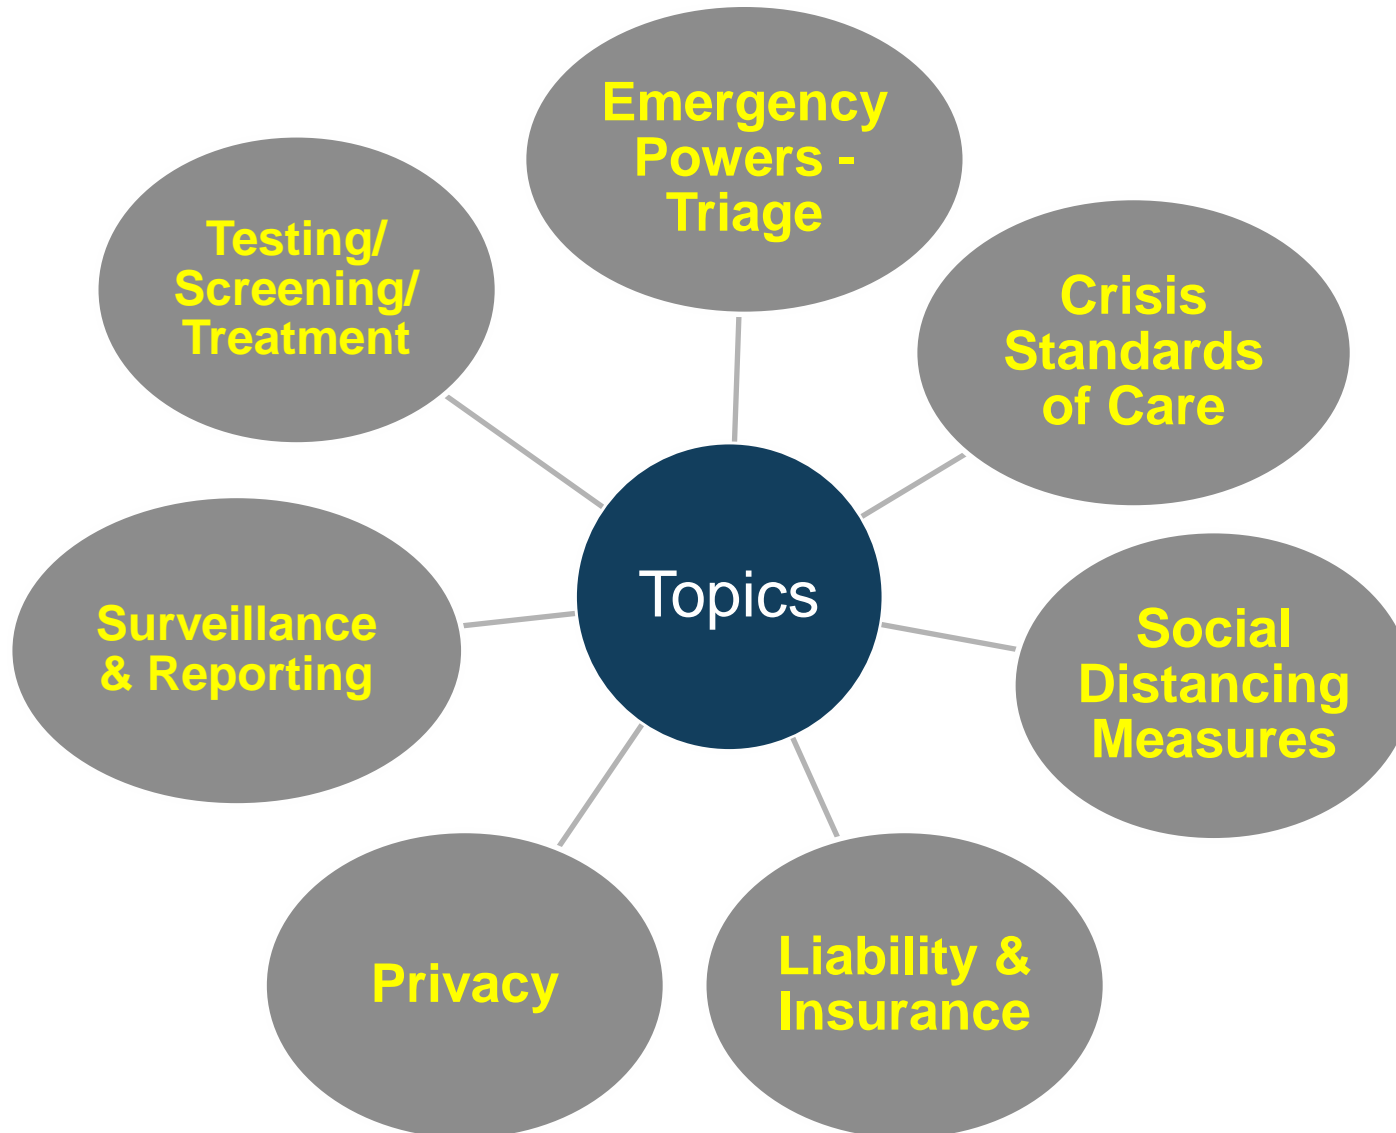 Emergency
Powers -
Triage
Testing/
Screening/
Treatment
Crisis
Standards
of Care
Topics
Surveillance
& Reporting
Social
Distancing
Measures
Privacy
Liability &
Insurance